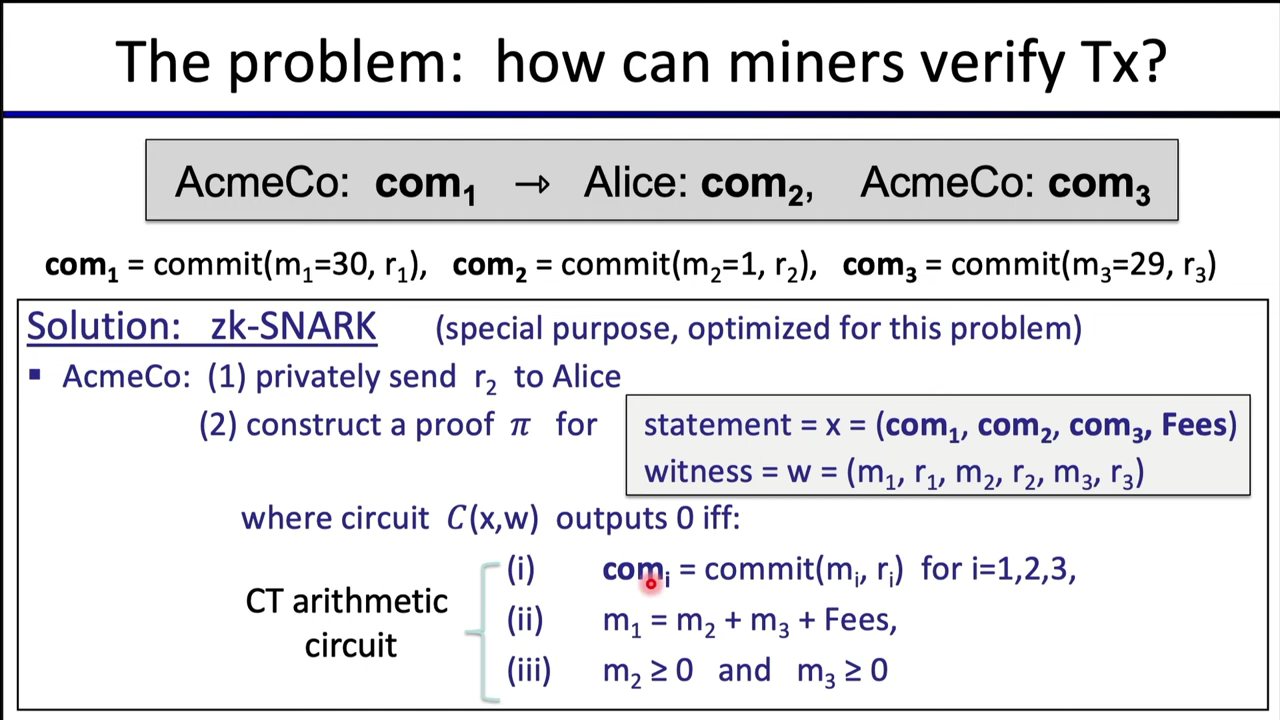 The problem: how can miners verify Tx?
AcmeCo: com₁ → Alice: com₂, AcmeCo: com₃
com₁ = commit(m₁=30, r₁), com₂ = commit(m₂=1, r₂), com₃ = commit(m₃=29, r₃)
Solution: zk-SNARK (special purpose, optimized for this problem)
▪ AcmeCo: (1) privately send r₂ to Alice
(2) construct a proof π for
statement = x = (com₁, com₂, com₃, Fees)
witness = w = (m₁, r₁, m₂, r₂, m₃, r₃)
where circuit C(x,w) outputs 0 iff:
CT arithmetic
circuit
(i) comᵢ = commit(mᵢ, rᵢ) for i=1,2,3,
(ii) m₁ = m₂ + m₃ + Fees,
(iii) m₂ ≥ 0 and m₃ ≥ 0